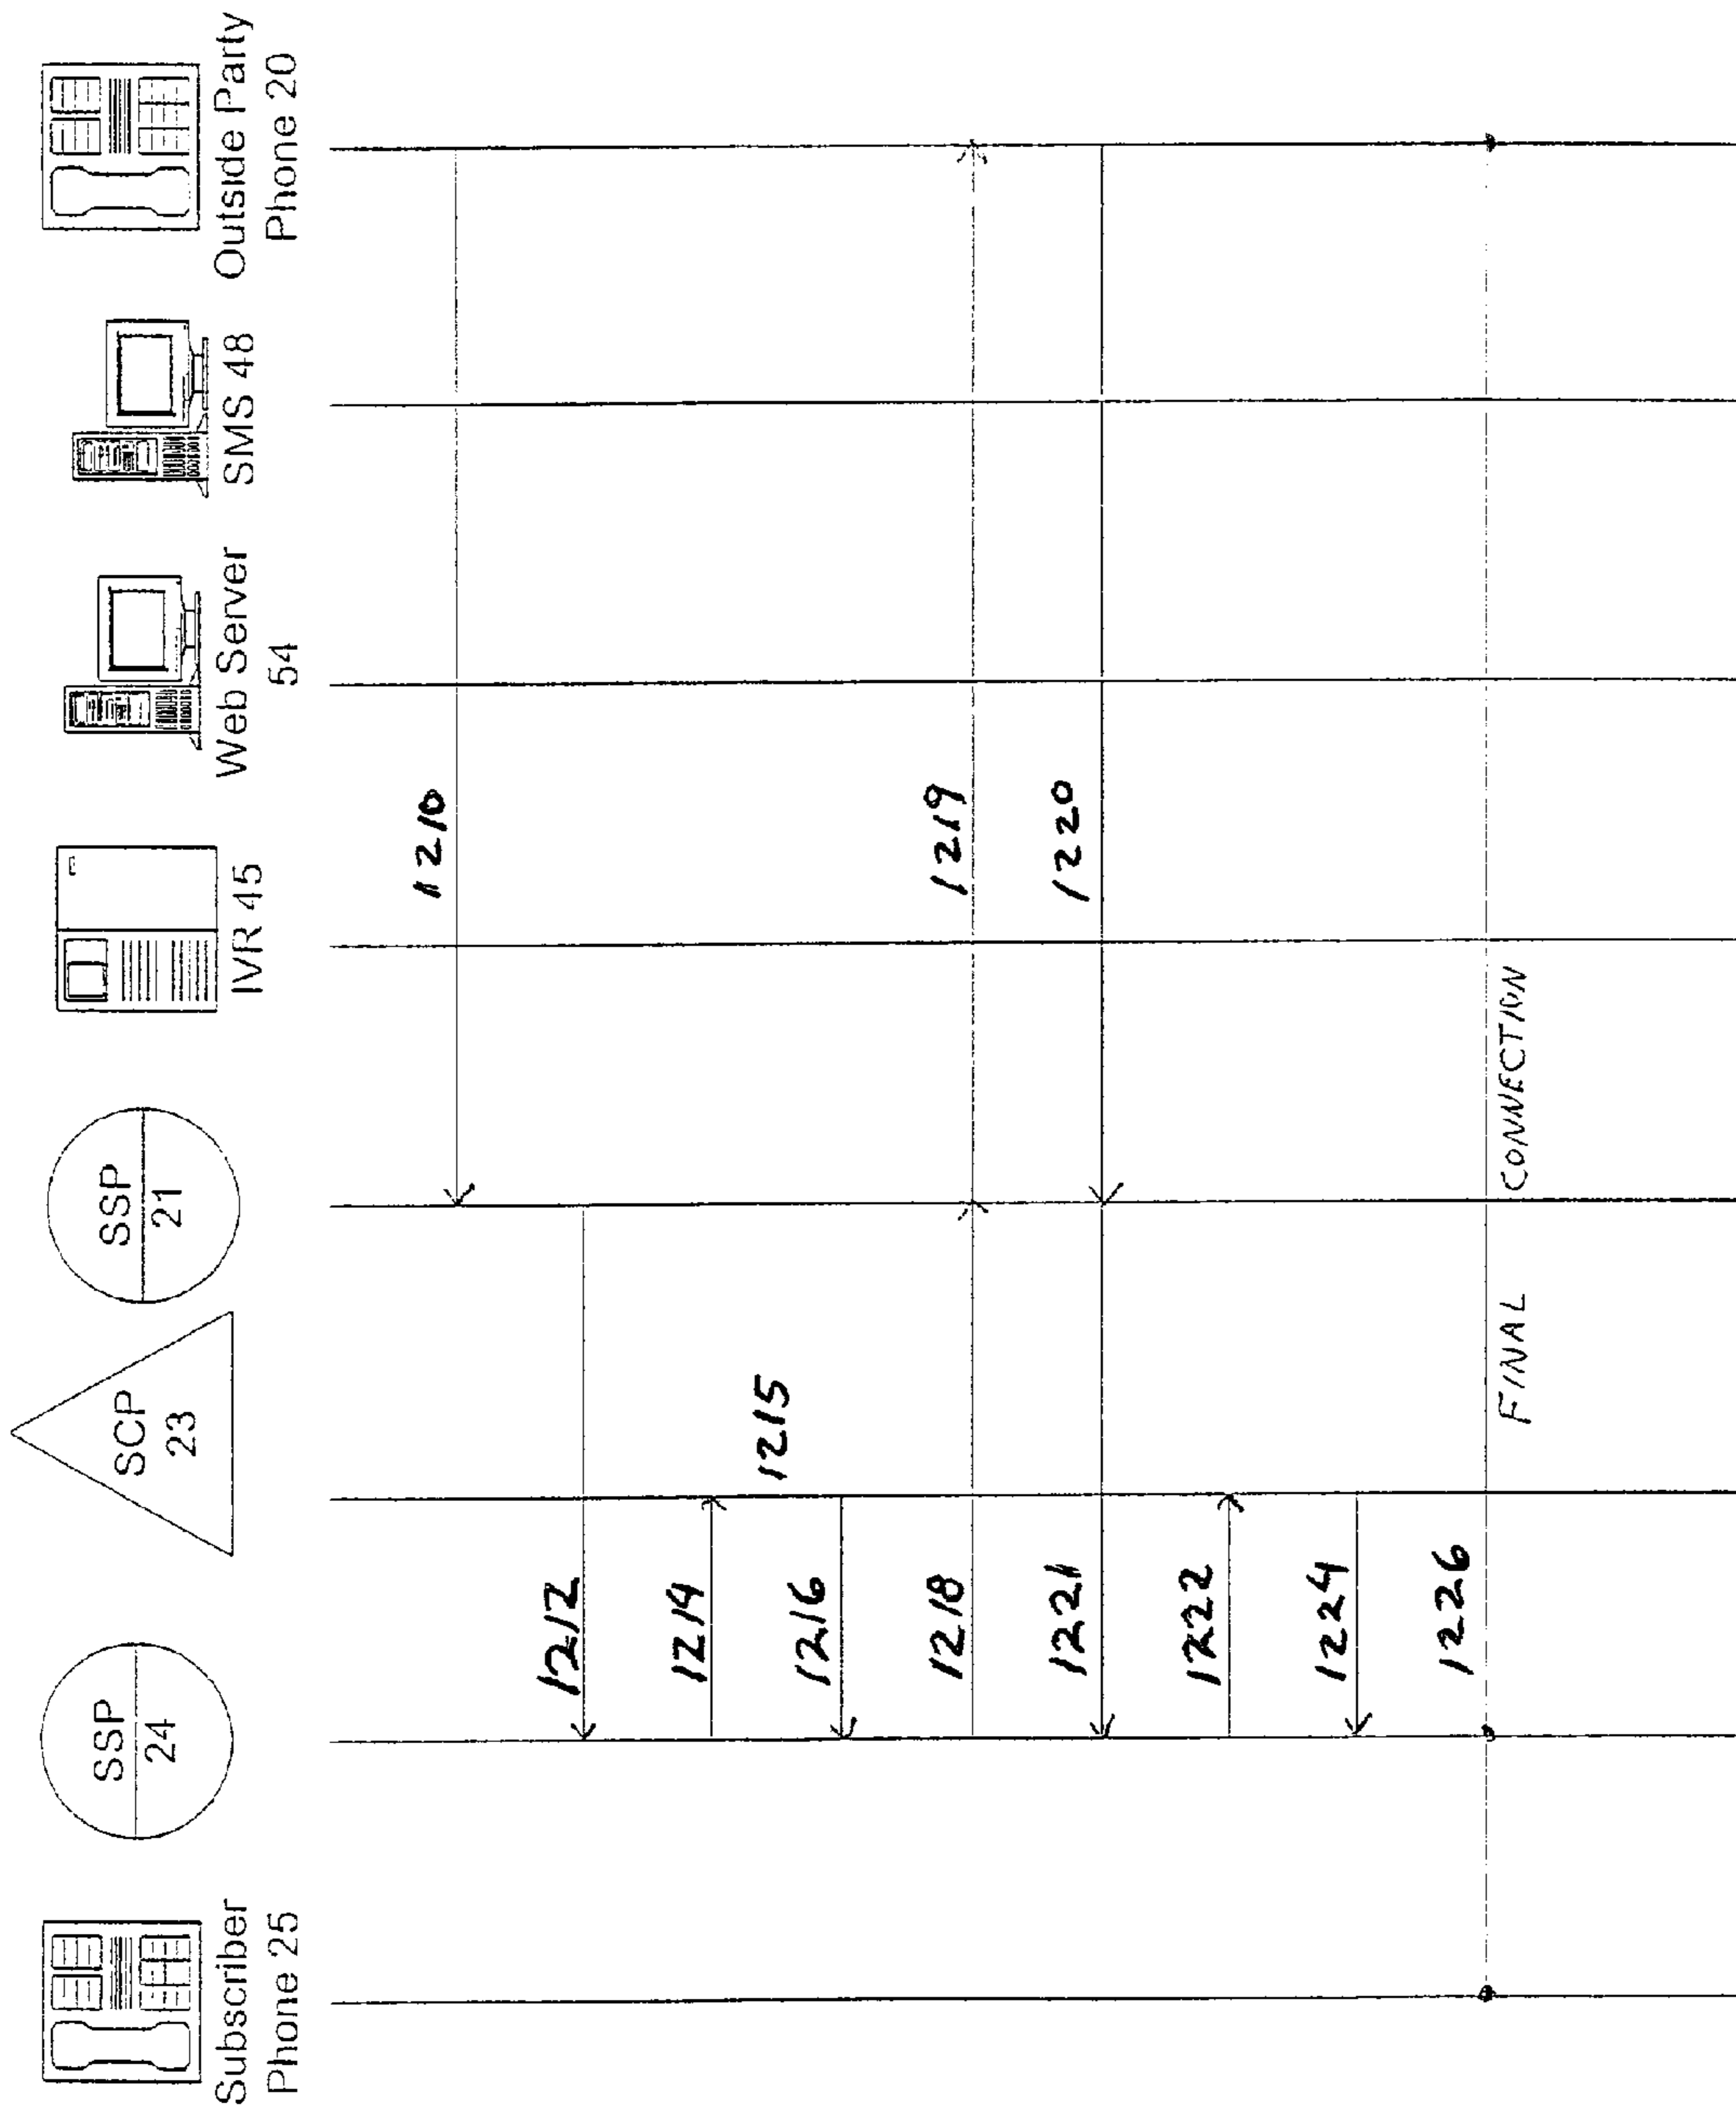 Subscriber
Phone 25
SSP
24
SCP
23
SSP
21
IVR 45
Web Server
54
SMS 48
Outside Party
Phone 20
1210
1212
1214
1215
1216
1218
1219
1221
1220
1222
1224
1226
FINAL CONNECTION